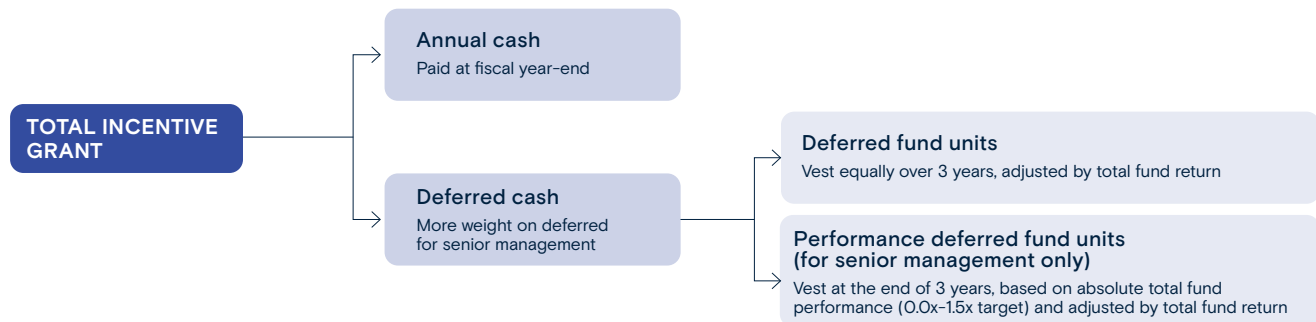 TOTAL INCENTIVE
GRANT
Annual cash
Paid at fiscal year-end
Deferred cash
More weight on deferred
for senior management
Deferred fund units
Vest equally over 3 years, adjusted by total fund return
Performance deferred fund units
(for senior management only)
Vest at the end of 3 years, based on absolute total fund
performance (0.0x–1.5x target) and adjusted by total fund return